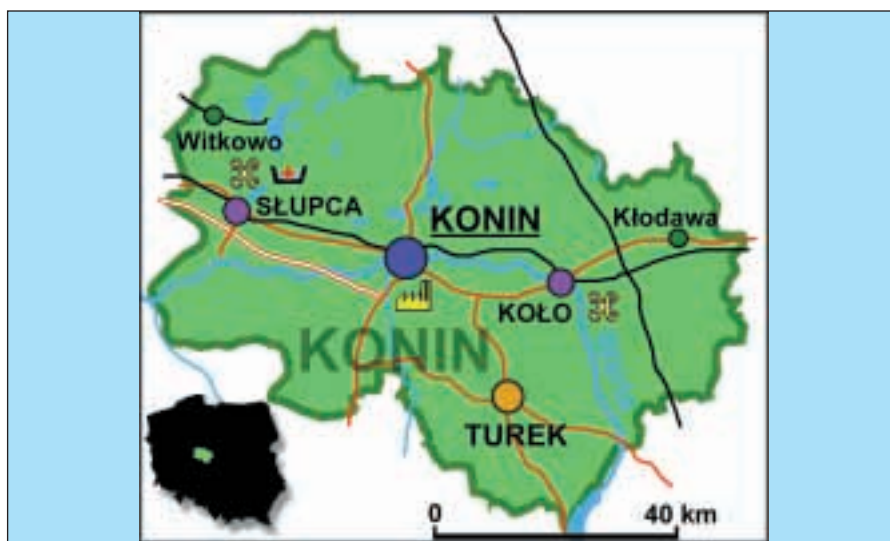 Witkowo
SŁUPCA
KONIN
Kłodawa
KOŁO
KONIN
TUREK
0 40 km